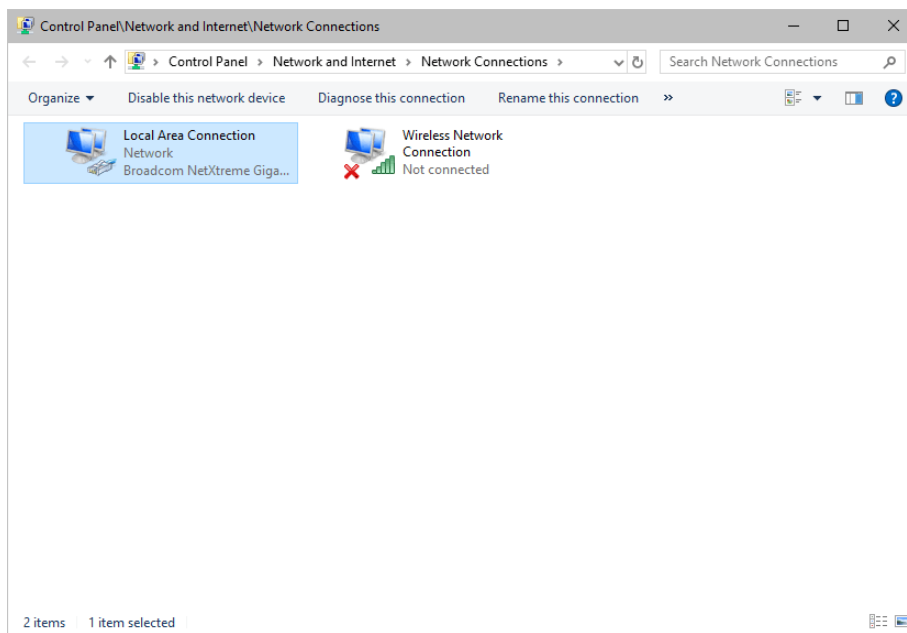 Control Panel\Network and Internet\Network Connections
Control Panel > Network and Internet > Network Connections >
Search Network Connections
Organize Disable this network device Diagnose this connection Rename this connection »
Local Area Connection
Network
Broadcom NetXtreme Giga...
Wireless Network
Connection
Not connected
2 items 1 item selected